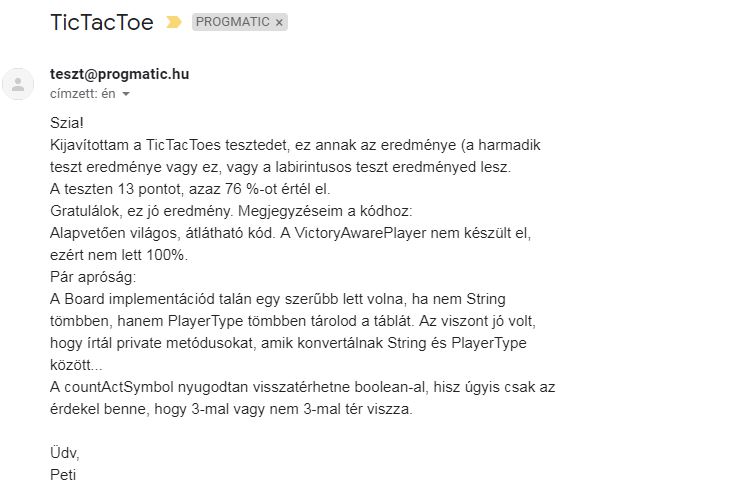 TicTacToe PROGMATIC ×
teszt@progmatic.hu
címzett: én
Szia!
Kijavítottam a TicTacToes tesztedet, ez annak az eredménye (a harmadik
teszt eredménye vagy ez, vagy a labirintusos teszt eredményed lesz.
A teszten 13 pontot, azaz 76 %-ot értél el.
Gratulálok, ez jó eredmény. Megjegyzéseim a kódhoz:
Alapvetően világos, átlátható kód. A VictoryAwarePlayer nem készült el,
ezért nem lett 100%.
Pár apróság:
A Board implementációd talán egy szerűbb lett volna, ha nem String
tömbben, hanem PlayerType tömbben tárolod a táblát. Az viszont jó volt,
hogy írtál private metódusokat, amik konvertálnak String és PlayerType
között...
A countActSymbol nyugodtan visszatérhetne boolean-al, hisz úgyis csak az
érdekel benne, hogy 3-mal vagy nem 3-mal tér viszza.
Üdv,
Peti